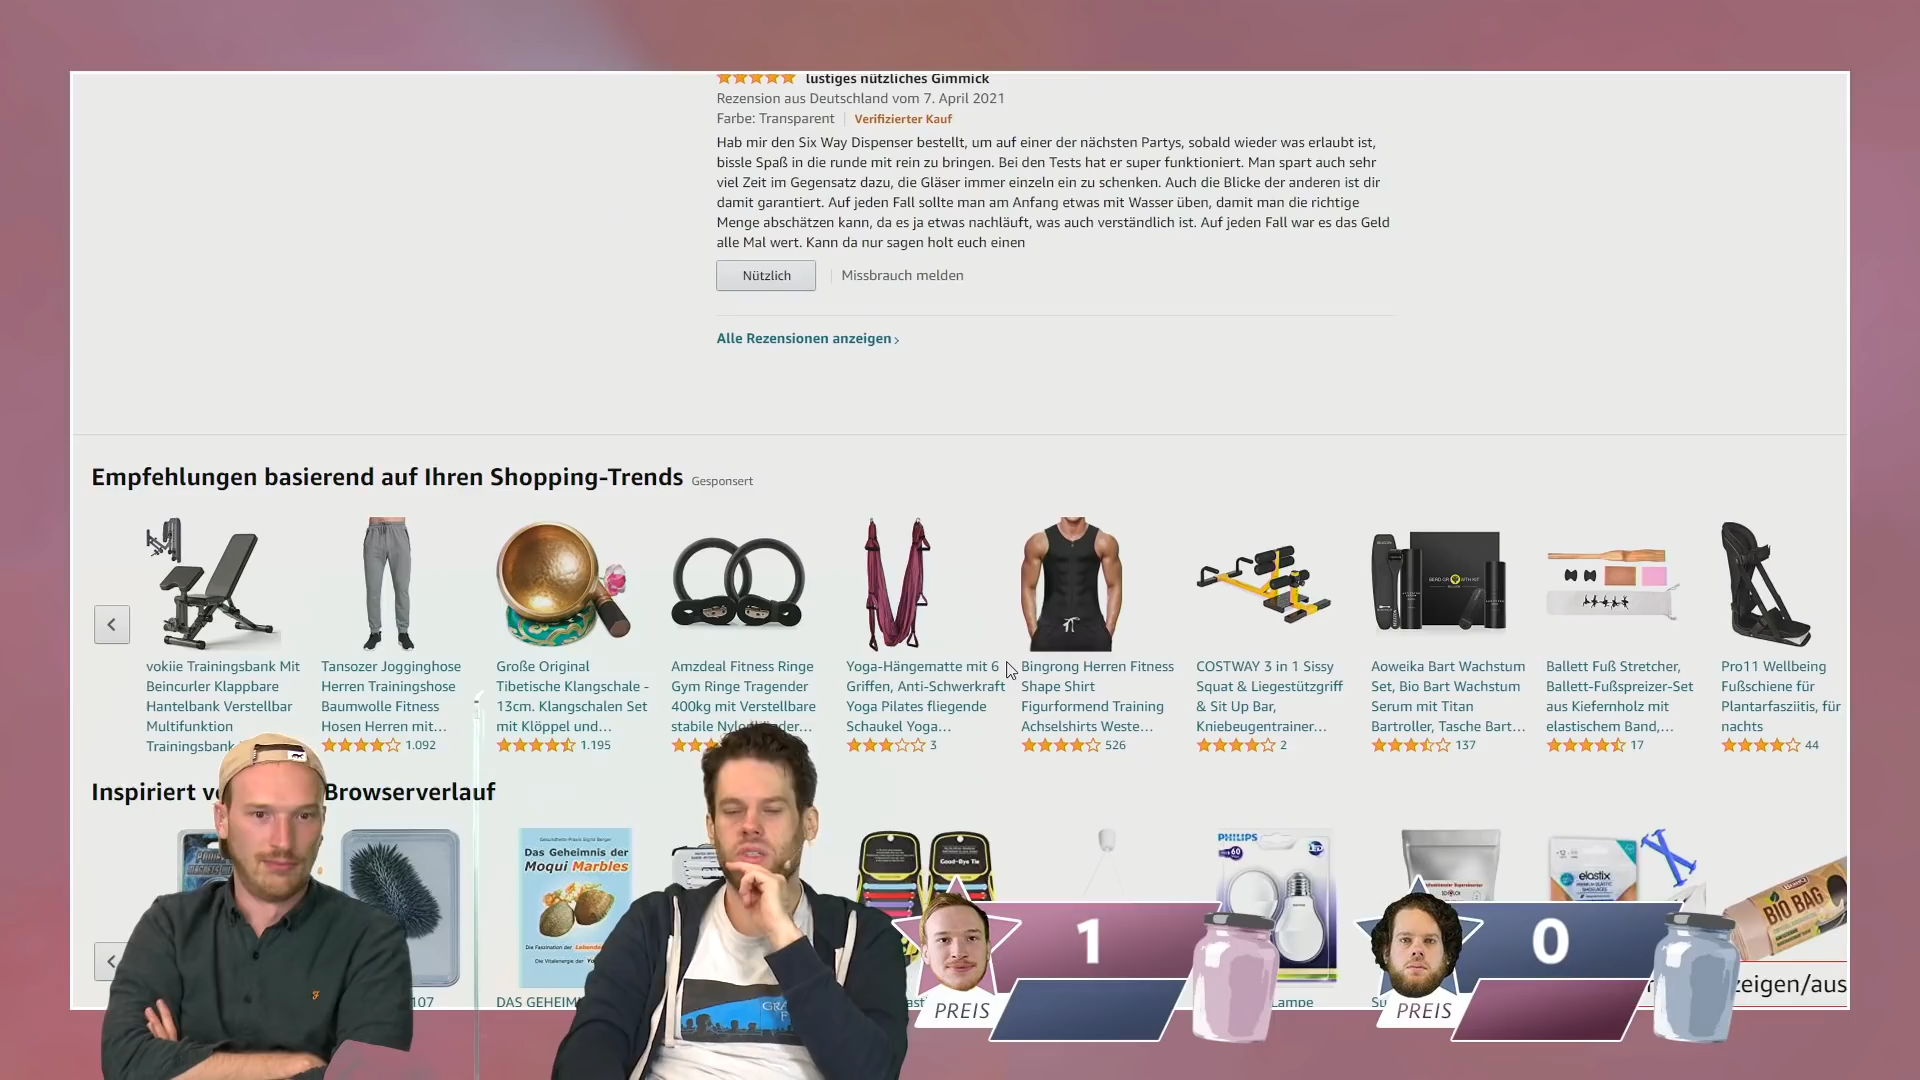 lustiges nützliches Gimmick
Rezension aus Deutschland vom 7. April 2021
Farbe: Transparent Verifizierter Kauf
Hab mir den Six Way Dispenser bestellt, um auf einer der nächsten Partys, sobald wieder was erlaubt ist,
bissle Spaß in die runde mit rein zu bringen. Bei den Tests hat er super funktioniert. Man spart auch sehr
viel Zeit im Gegensatz dazu, die Gläser immer einzeln ein zu schenken. Auch die Blicke der anderen ist dir
damit garantiert. Auf jeden Fall sollte man am Anfang etwas mit Wasser üben, damit man die richtige
Menge abschätzen kann, da es ja etwas nachläuft, was auch verständlich ist. Auf jeden Fall war es das Geld
alle Mal wert. Kann da nur sagen holt euch einen
Nützlich Missbrauch melden
Alle Rezensionen anzeigen ›
Empfehlungen basierend auf Ihren Shopping-Trends Gesponsert
vokiie Trainingsbank Mit
Beincurler Klappbare
Hantelbank Verstellbar
Multifunktion
Trainingsbank
Tansozer Jogginghose
Herren Trainingshose
Baumwolle Fitness
Hosen Herren mit…
1.092
Große Original
Tibetische Klangschale -
13cm. Klangschalen Set
mit Klöppel und…
1.195
Amzdeal Fitness Ringe
Gym Ringe Tragender
400kg mit Verstellbare
stabile
Yoga-Hängematte mit 6
Griffen, Anti-Schwerkraft
Yoga Pilates fliegende
Schaukel Yoga…
3
Bingrong Herren Fitness
Shape Shirt
Figurformend Training
Achselshirts Weste…
526
COSTWAY 3 in 1 Sissy
Squat & Liegestützgriff
& Sit Up Bar,
Kniebeugentrainer…
2
Aoweika Bart Wachstum
Set, Bio Bart Wachstum
Serum mit Titan
Bartroller, Tasche Bart…
137
Ballett Fuß Stretcher,
Ballett-Fußspreizer-Set
aus Kiefernholz mit
elastischem Band,…
17
Pro11 Wellbeing
Fußschiene für
Plantarfasziitis, für
nachts
44
Inspiriert Browserverlauf
Das Geheimnis der
Moqui Marbles
Die Faszination der
Good-Bye Tie
PHILIPS
60
LED
elastix
BIO BAG
107
DAS GEHEIM
Lampe
zeigen/aus
1
PREIS
0
PREIS